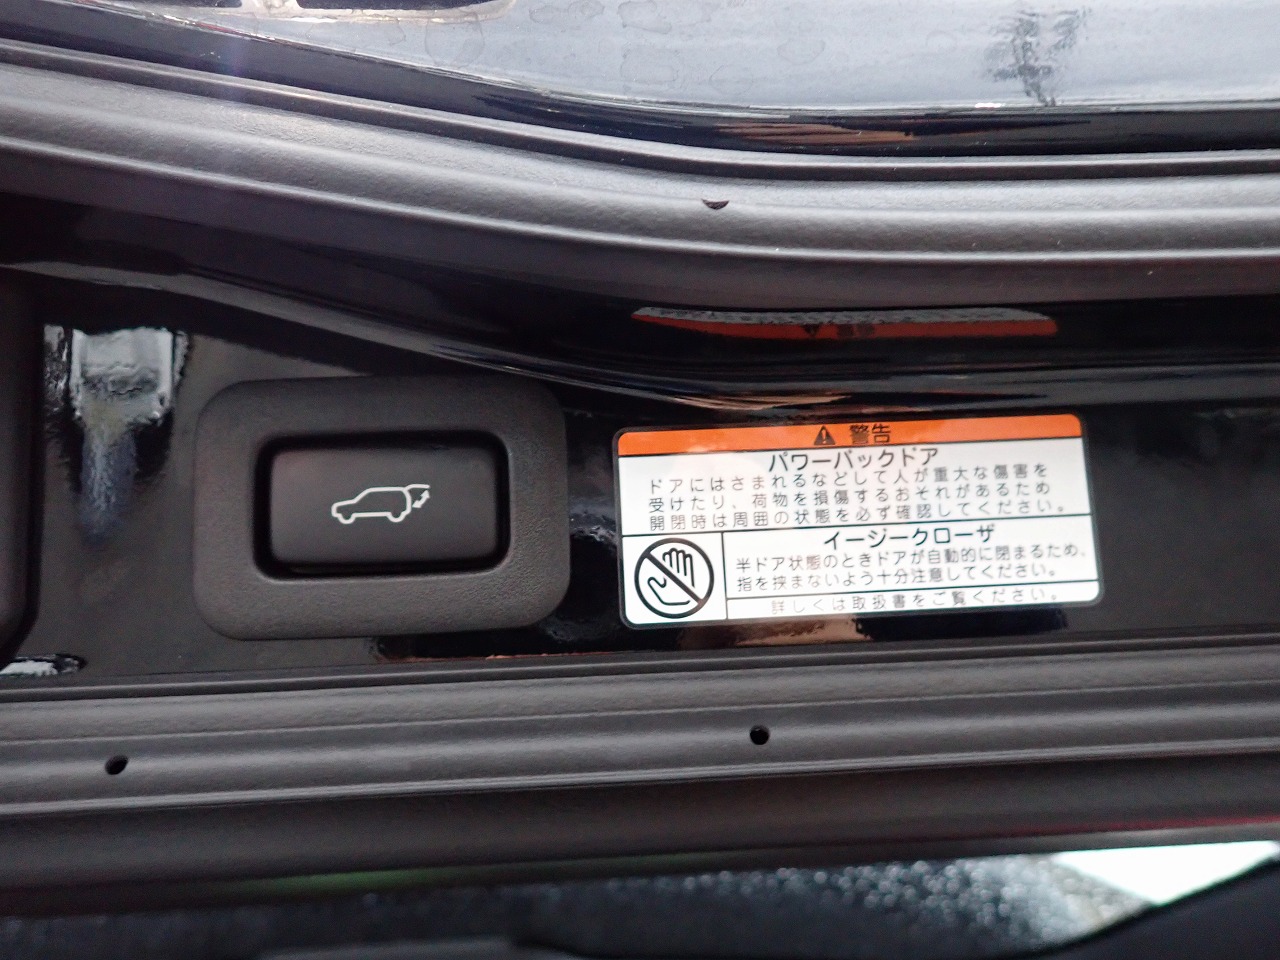 警告
パワーバックドア
ドアにはさまれるなどして人が重大な傷害を
受けたり、荷物を損傷するおそれがあるため
開閉時は周囲の状態を必ず確認してください。
イージークローザ
半ドア状態のときドアが自動的に閉まるため、
指を挟まないよう十分注意してください。
詳しくは取扱書をご覧ください。